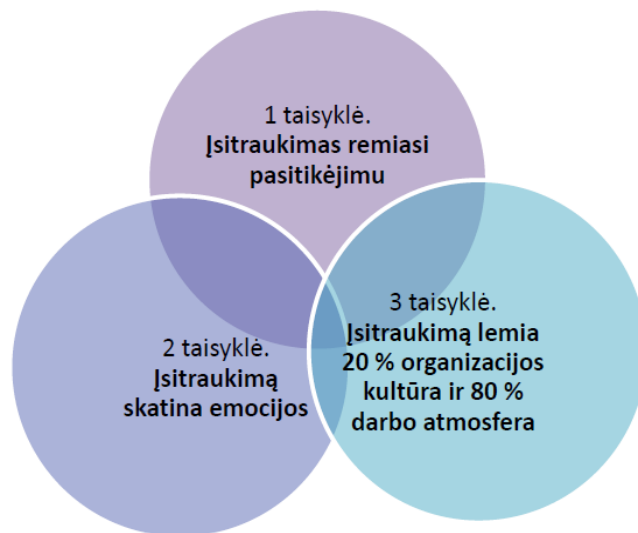 1 taisyklė.
Įsitraukimas remiasi
pasitikėjimu
2 taisyklė.
Įsitraukimą
skatina emocijos
3 taisyklė.
Įsitraukimą lemia
20 % organizacijos
kultūra ir 80 %
darbo atmosfera